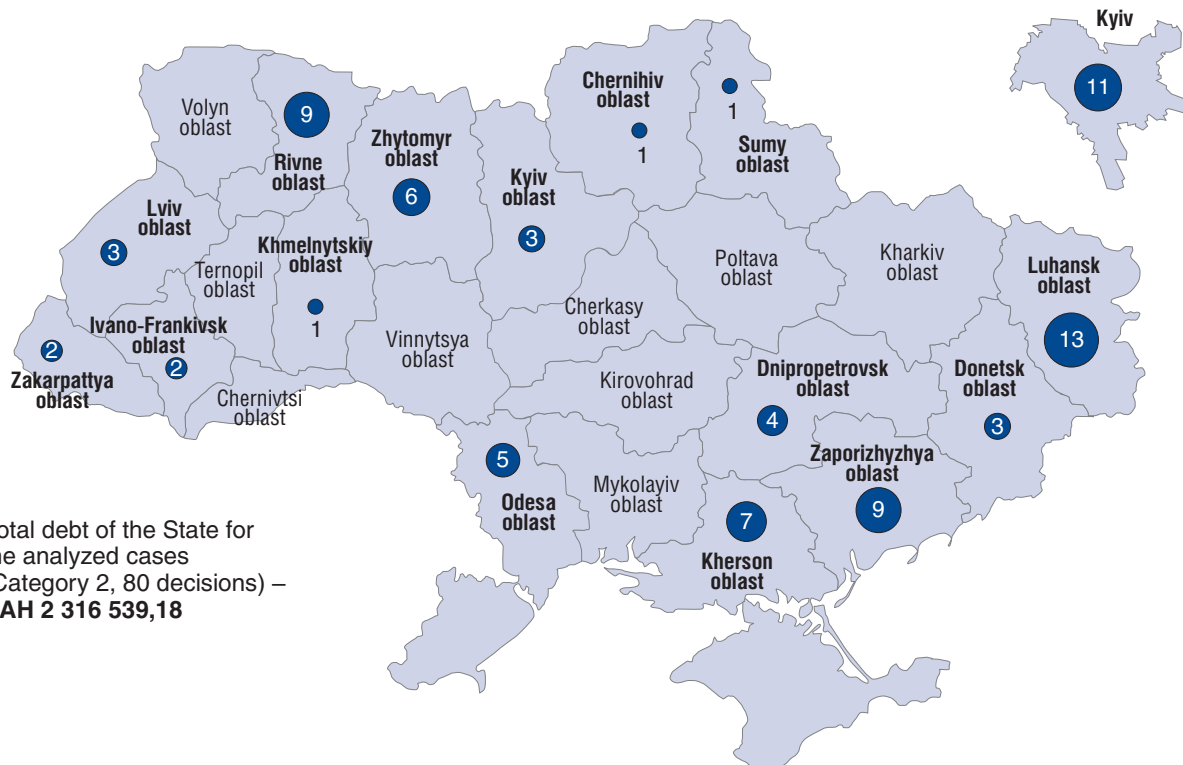 Kyiv
11
Chernihiv
oblast
1
1
Sumy
oblast
Volyn
oblast
9
Rivne
oblast
Zhytomyr
oblast
6
Kyiv
oblast
3
Lviv
oblast
3
Khmelnytskiy
oblast
1
Ternopil
oblast
Poltava
oblast
Kharkiv
oblast
Luhansk
oblast
13
Cherkasy
oblast
Ivano-Frankivsk
oblast
2
2
Zakarpattya
oblast
Vinnytsya
oblast
Chernivtsi
oblast
Kirovohrad
oblast
Dnipropetrovsk
oblast
4
Donetsk
oblast
3
5
Odesa
oblast
Mykolayiv
oblast
Zaporizhyzhya
oblast
9
7
Kherson
oblast
otal debt of the State for
ne analyzed cases
Category 2, 80 decisions) –
AH 2 316 539,18